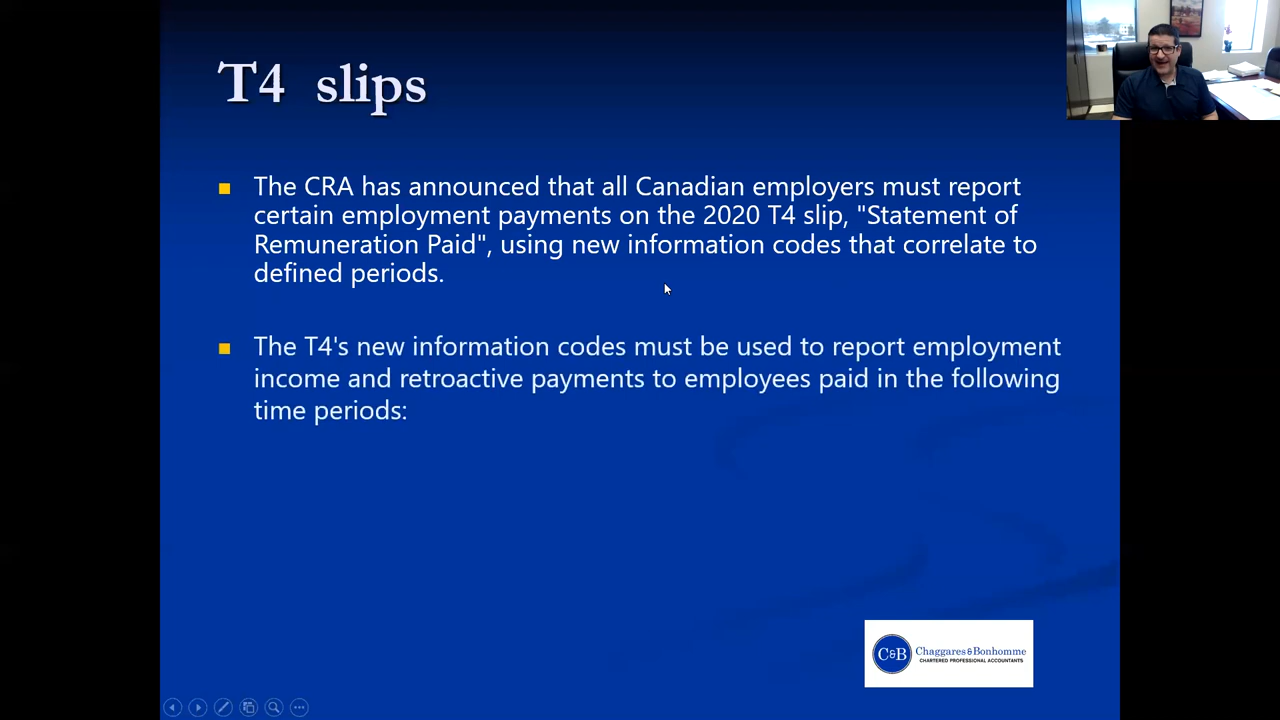 T4 slips
The CRA has announced that all Canadian employers must report
certain employment payments on the 2020 T4 slip, "Statement of
Remuneration Paid", using new information codes that correlate to
defined periods.
The T4's new information codes must be used to report employment
income and retroactive payments to employees paid in the following
time periods:
C&B Chaggares & Bonhomme
CHARTERED PROFESSIONAL ACCOUNTANTS